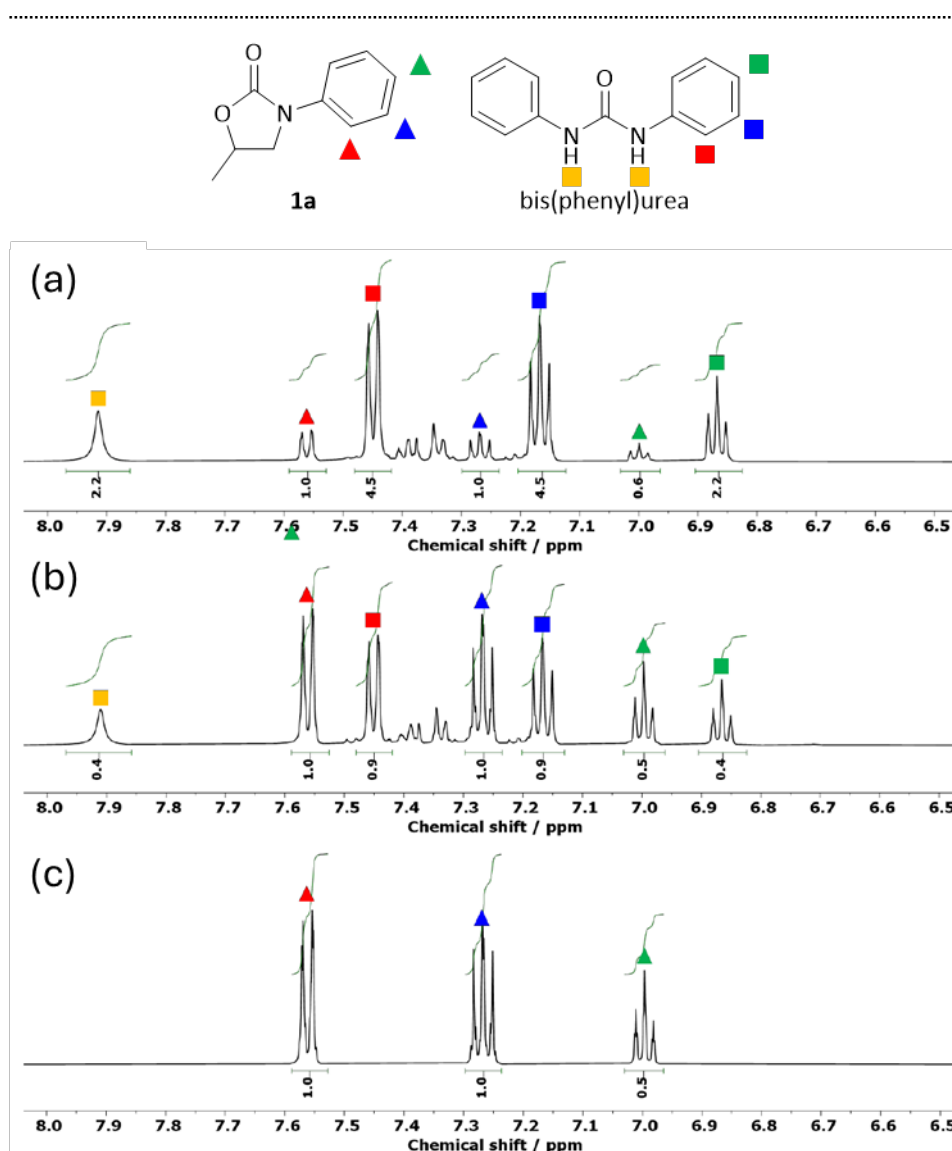 O
O
N
O
N
H
N
H
1a
bis(phenyl)urea
(a)
2.2
1.0
4.5
1.0
4.5
0.6
2.2
8.0 7.9 7.8 7.7 7.6 7.5 7.4 7.3 7.2 7.1 7.0 6.9 6.8 6.7 6.6 6.5
Chemical shift / ppm
(b)
0.4
1.0
0.9
1.0
0.9
0.5
0.4
8.0 7.9 7.8 7.7 7.6 7.5 7.4 7.3 7.2 7.1 7.0 6.9 6.8 6.7 6.6 6.5
Chemical shift / ppm
(c)
1.0
1.0
0.5
8.0 7.9 7.8 7.7 7.6 7.5 7.4 7.3 7.2 7.1 7.0 6.9 6.8 6.7 6.6 6.5
Chemical shift / ppm